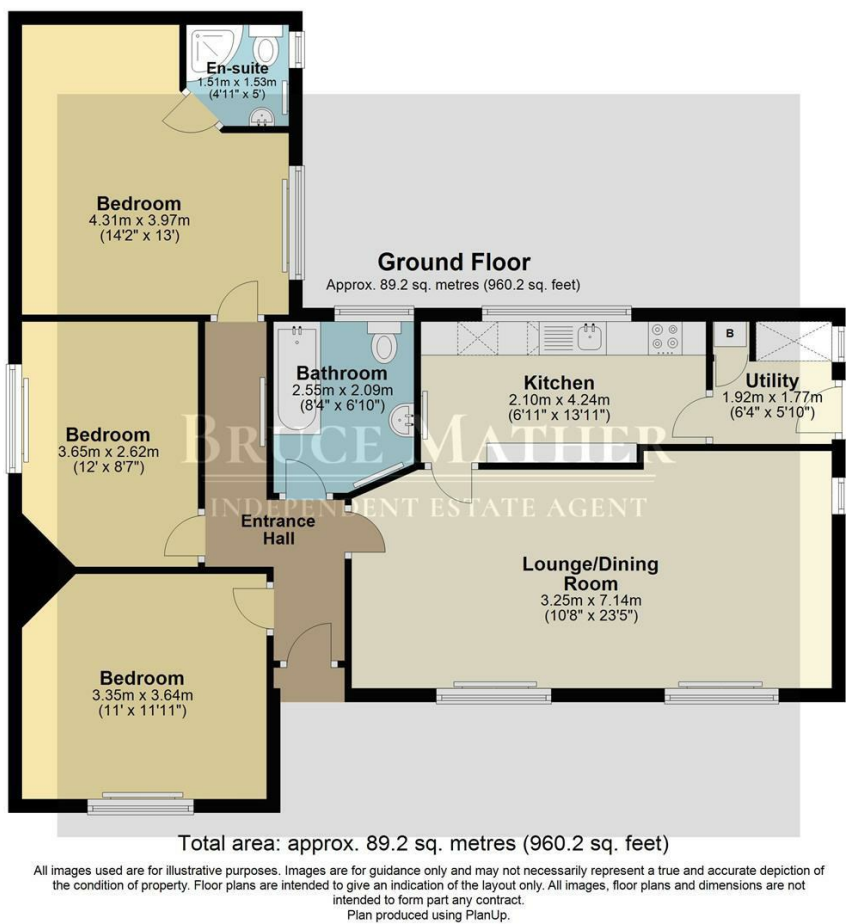 En-suite
1.51m x 1.53m
(4'11" x 5')
Bedroom
4.31m x 3.97m
(14'2" x 13')
Ground Floor
Approx. 89.2 sq. metres (960.2 sq. feet)
Bathroom
2.55m x 2.09m
(8'4" x 6'10")
Kitchen
2.10m x 4.24m
(6'11" x 13'11")
B
Utility
1.92m x 1.77m
(6'4" x 5'10")
Bedroom
3.65m x 2.62m
(12' x 8'7")
BRUCE MATHER
INDEPENDENT ESTATE AGENT
Entrance
Hall
Lounge/Dining
Room
3.25m x 7.14m
(10'8" x 23'5")
Bedroom
3.35m x 3.64m
(11' x 11'11")
Total area: approx. 89.2 sq. metres (960.2 sq. feet)
All images used are for illustrative purposes. Images are for guidance only and may not necessarily represent a true and accurate depiction of
the condition of property. Floor plans are intended to give an indication of the layout only. All images, floor plans and dimensions are not
intended to form part any contract.
Plan produced using PlanUp.